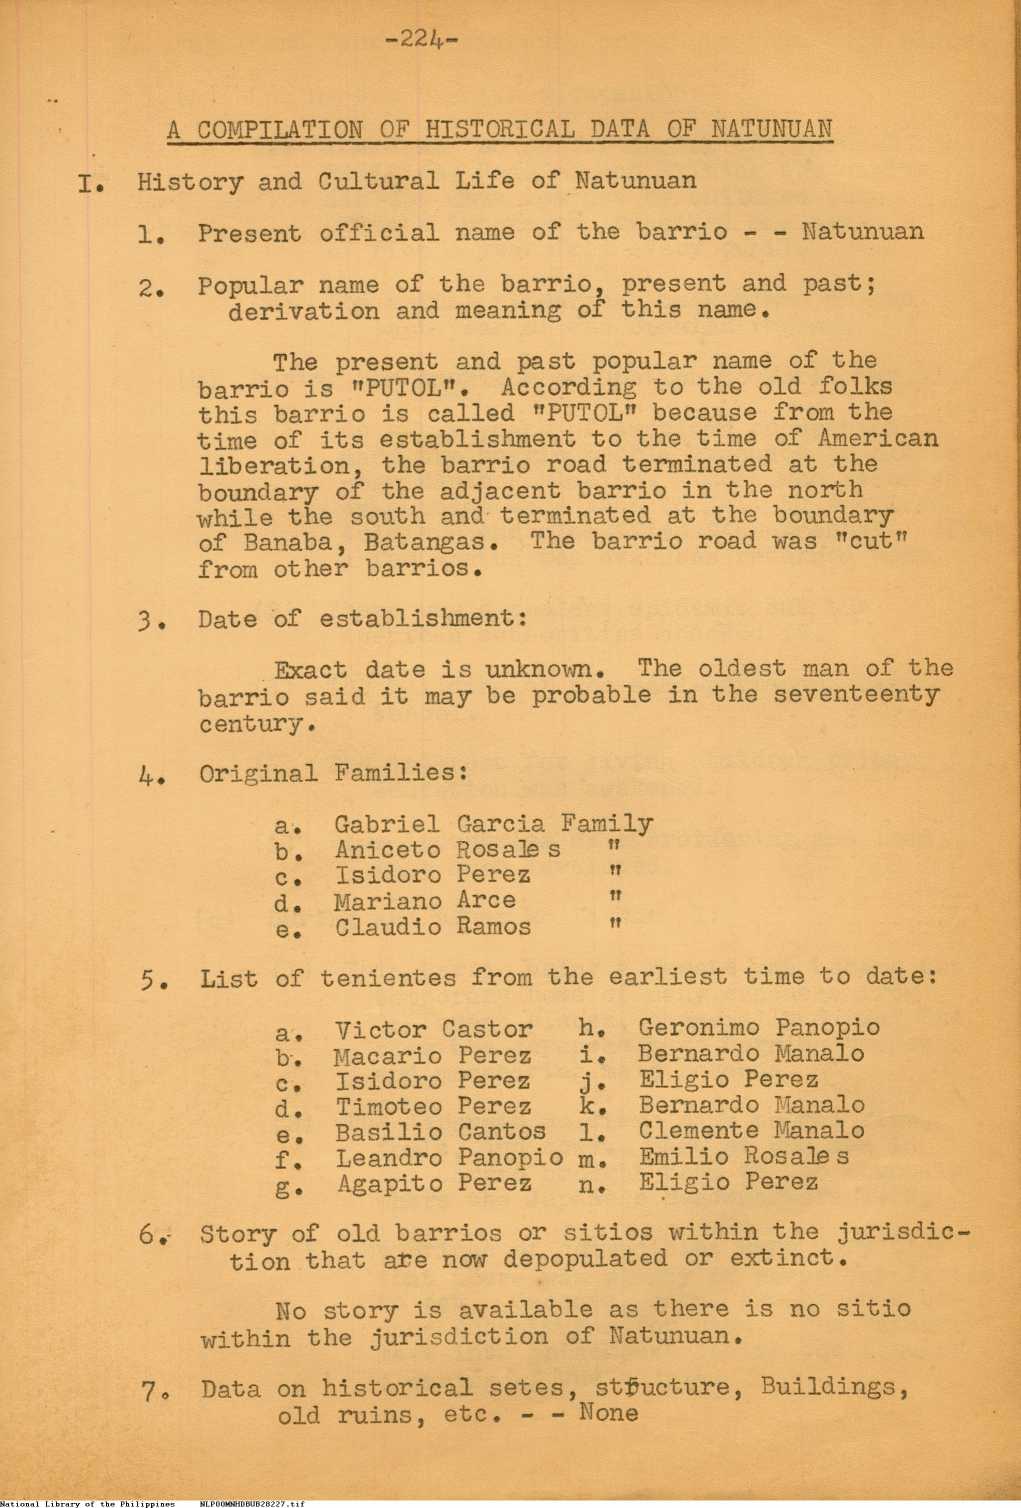 -224-
A COMPILATION OF HISTORICAL DATA OF NATUNUAN
I. History and Cultural Life of Natunuan
1. Present official name of the barrio - - Natunuan
2. Popular name of the barrio, present and past;
derivation and meaning of this name.
The present and past popular name of the
barrio is "PUTOL". According to the old folks
this barrio is called "PUTOL" because from the
time of its establishment to the time of American
liberation, the barrio road terminated at the
boundary of the adjacent barrio in the north
while the south and terminated at the boundary
of Banaba, Batangas. The barrio road was "cut"
from other barrios.
3. Date of establishment:
Exact date is unknown. The oldest man of the
barrio said it may be probable in the seventeenty
century.
4. Original Families:
a. Gabriel Garcia Family
b. Aniceto Rosales "
c. Isidoro Perez "
d. Mariano Arce "
e. Claudio Ramos "
5. List of tenientes from the earliest time to date:
a. Victor Castor h. Geronimo Panopio
b. Macario Perez i. Bernardo Manalo
c. Isidoro Perez j. Eligio Perez
d. Timoteo Perez k. Bernardo Manalo
e. Basilio Cantos l. Clemente Manalo
f. Leandro Panopio m. Emilio Rosales
g. Agapito Perez n. Eligio Perez
6. Story of old barrios or sitios within the jurisdic-
tion that are now depopulated or extinct.
No story is available as there is no sitio
within the jurisdiction of Natunuan.
7. Data on historical setes, structure, Buildings,
old ruins, etc. - - None
National Library of the Philippines NLPOOMNHDBUB28227.tif